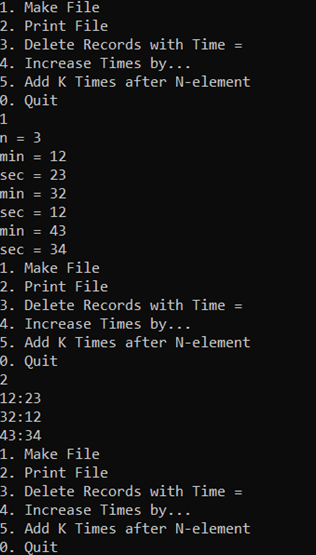 1. Make File
2. Print File
3. Delete Records with Time =
4. Increase Times by...
5. Add K Times after N-element
0. Quit
1
n = 3
min = 12
sec = 23
min = 32
sec = 12
min = 43
sec = 34
1. Make File
2. Print File
3. Delete Records with Time =
4. Increase Times by...
5. Add K Times after N-element
0. Quit
2
12:23
32:12
43:34
1. Make File
2. Print File
3. Delete Records with Time =
4. Increase Times by...
5. Add K Times after N-element
0. Quit